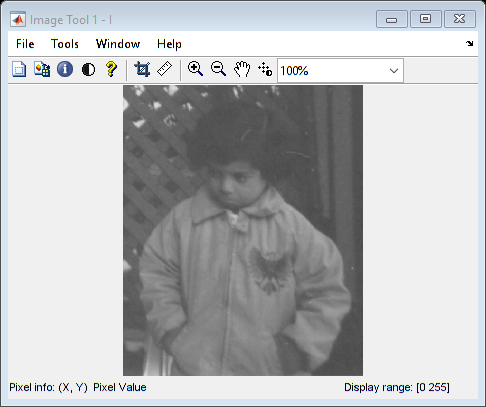 Image Tool 1 - I
File Tools Window Help
100%
Pixel info: (X, Y) Pixel Value Display range: [0 255]